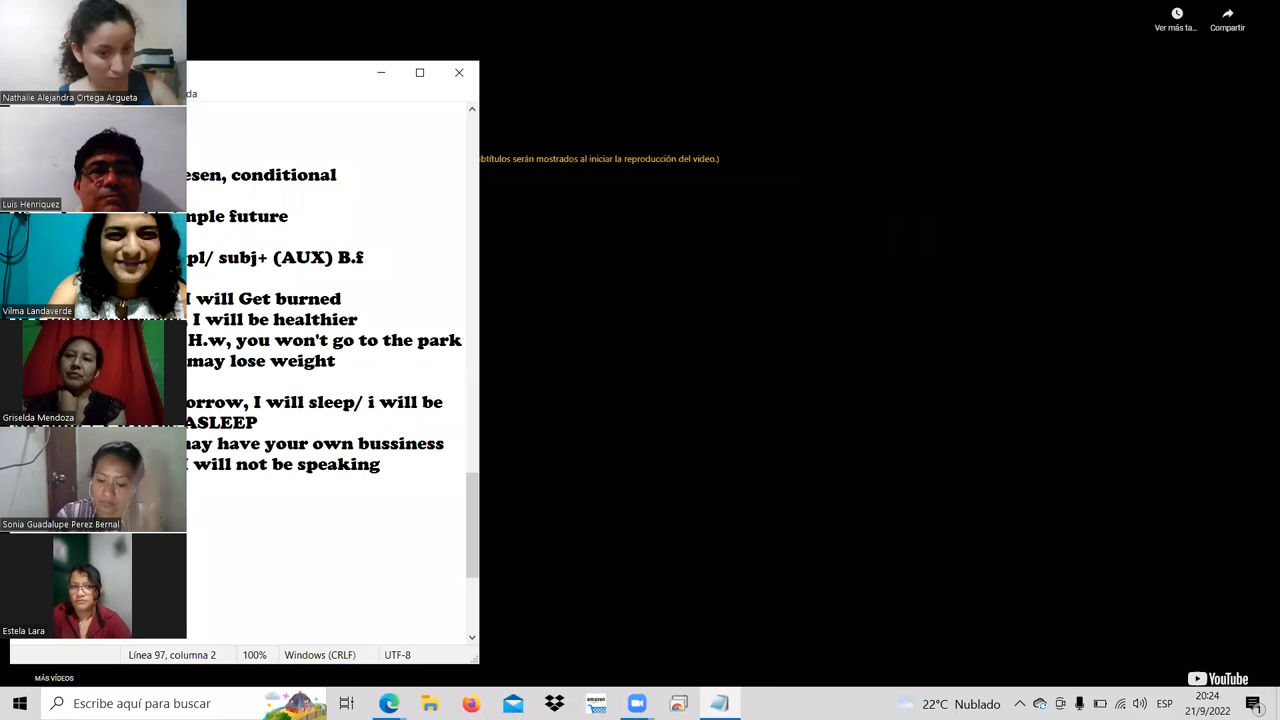 Ver más ta...
Compartir
Nathalie Alejandra Ortega Argueta
da
Luis Henriquez
esen, conditional
mple future
pl/ subj+ (AUX) B.f
I will Get burned
, I will be healthier
H.w, you won't go to the park
may lose weight
orrow, I will sleep/ i will be
ASLEEP
may have your own bussiness
I will not be speaking
btítulos serán mostrados al iniciar la reproducción del video.)
Vilma Landaverde
Griselda Mendoza
Sonia Guadalupe Perez Bernal
Estela Lara
Línea 97, columna 2
100%
Windows (CRLF)
UTF-8
MÁS VÍDEOS
YouTube
Escribe aquí para buscar
amazon
22°C Nublado
ESP
20:24
21/9/2022
1